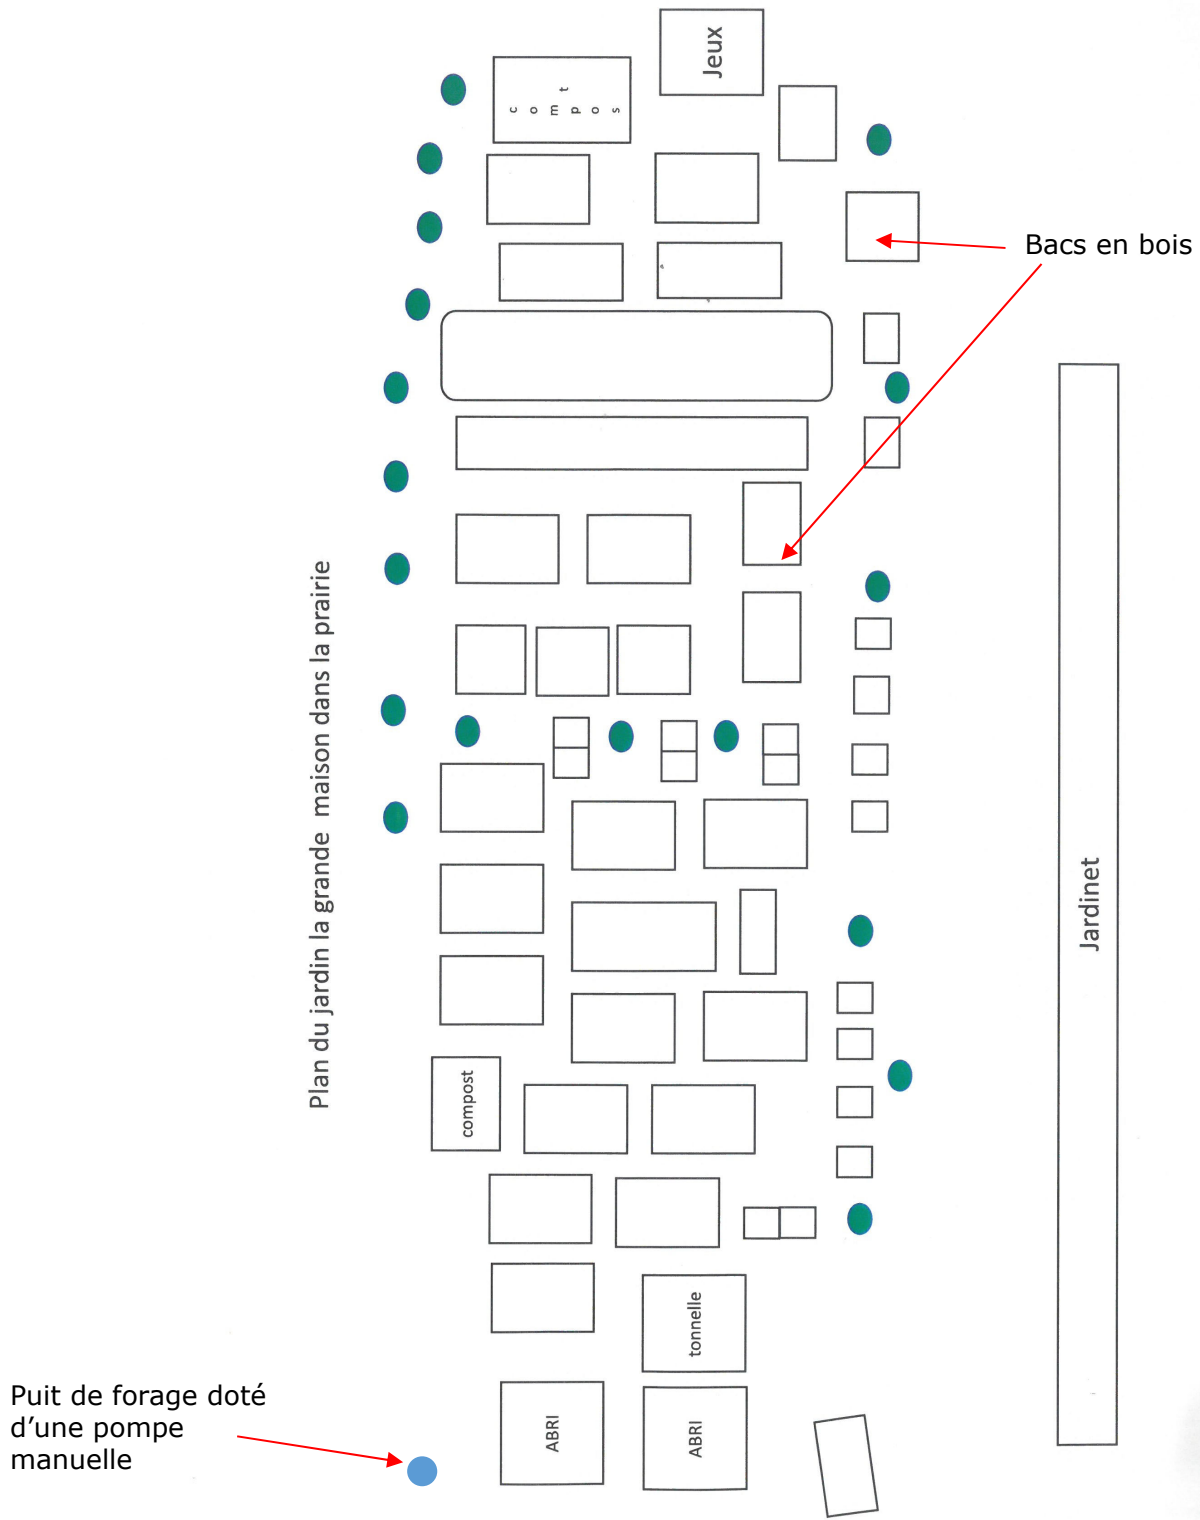 Jeux
c o m p o s t
Bacs en bois
Plan du jardin la grande maison dans la prairie
Jardinet
compost
tonnelle
ABRI
ABRI
Puit de forage doté
d’une pompe
manuelle